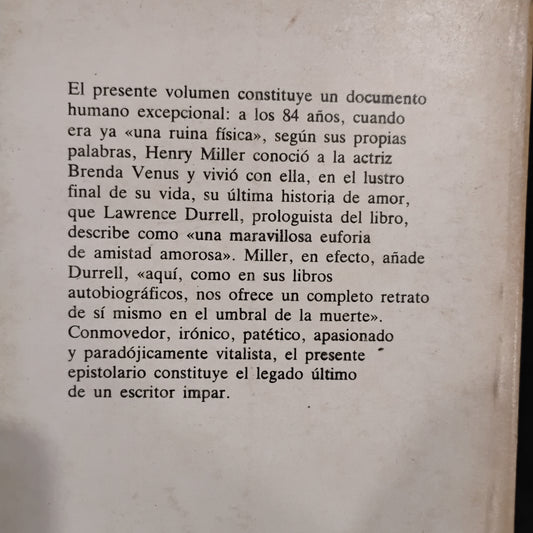 El presente volumen constituye un documento
humano excepcional: a los 84 años, cuando
era ya «una ruina física», según sus propias
palabras, Henry Miller conoció a la actriz
Brenda Venus y vivió con ella, en el lustro
final de su vida, su última historia de amor,
que Lawrence Durrell, prologuista del libro,
describe como «una maravillosa euforia
de amistad amorosa». Miller, en efecto, añade
Durrell, «aquí, como en sus libros
autobiográficos, nos ofrece un completo retrato
de sí mismo en el umbral de la muerte».
Conmovedor, irónico, patético, apasionado
y paradójicamente vitalista, el presente
epistolario constituye el legado último
de un escritor impar.